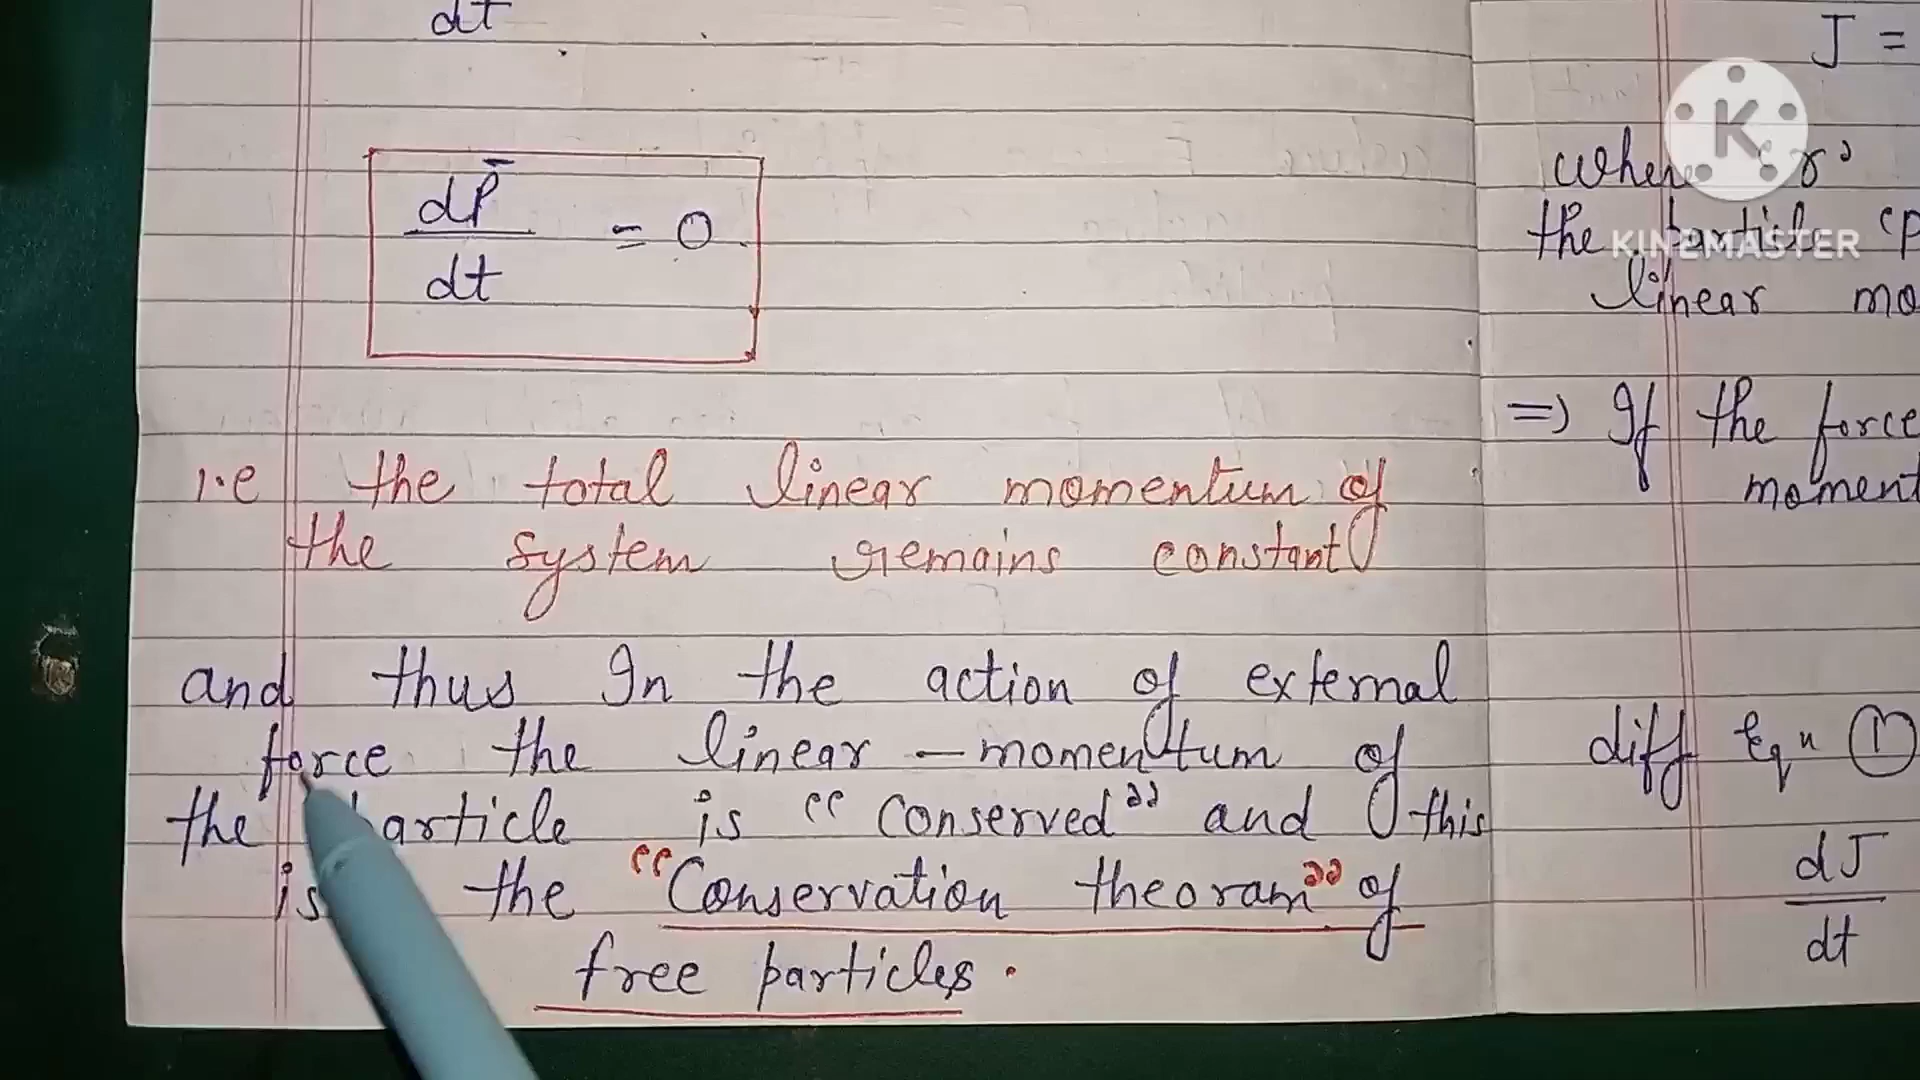 dt
dP̄
dt
= 0
i.e the total linear momentum of
the system remains constant
and thus In the action of external
force the linear - momentum of
the particle is "conserved" and this
is the "Conservation theoram" of
free particles.
J =
where 'r'
the particle 'P
linear mo
=> If the force
moment
diff Eqn 1
dJ
dt
K
KINEMASTER